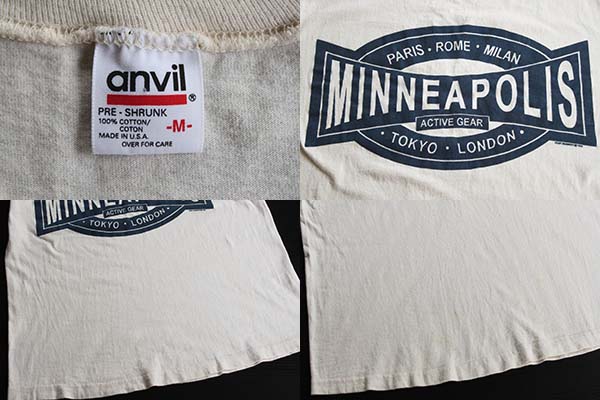 anvil
®
PRE-SHRUNK
100% COTTON/
COTON
-M-
MADE IN U.S.A.
OVER FOR CARE
PARIS · ROME · MILAN
MINNEAPOLIS
ACTIVE GEAR
· TOKYO · LONDON ·
MINNEAPOLIS
ACTIVE GEAR
· TOKYO · LONDON ·